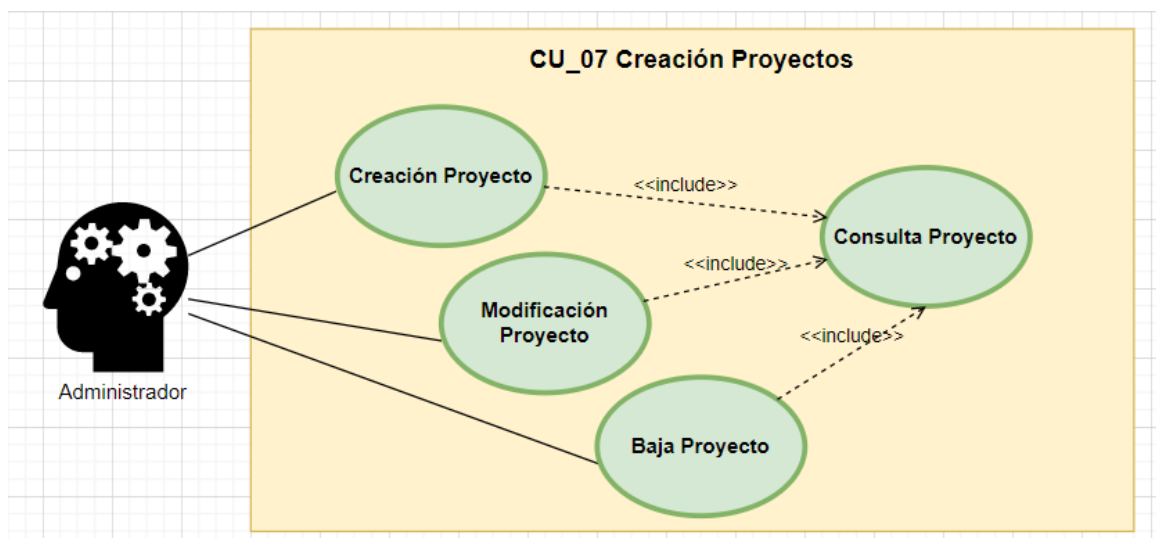 CU_07 Creación Proyectos
Creación Proyecto
<<include>>
Consulta Proyecto
<<include>>
Modificación
Proyecto
<<include>>
Administrador
Baja Proyecto